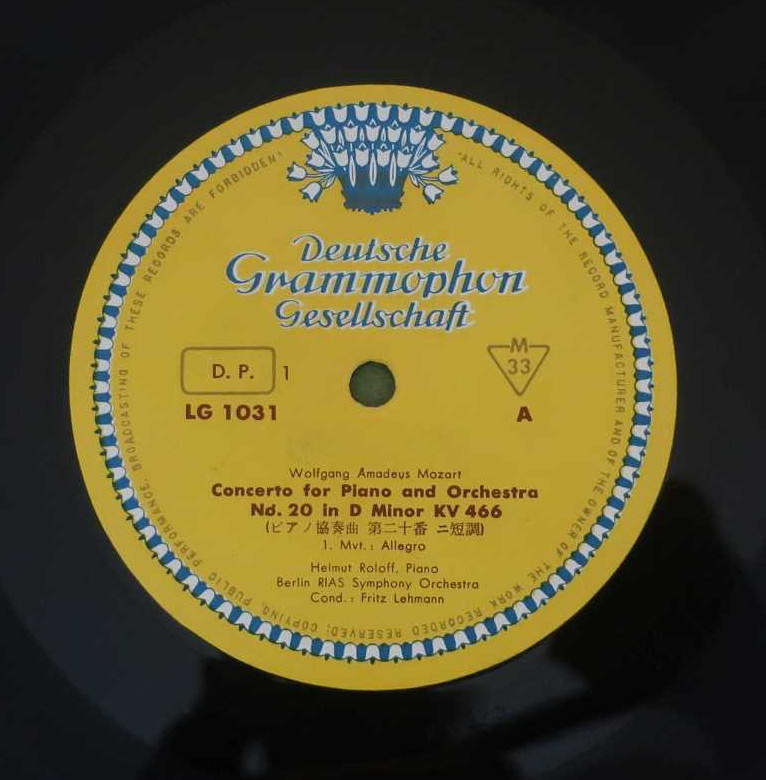 "ALL RIGHTS OF THE RECORD MANUFACTURER AND OF THE OWNER OF THE WORK RECORDED RESERVED; COPYING, PUBLIC PERFORMANCE, BROADCASTING OF THESE RECORDS ARE FORBIDDEN"
Deutsche
Grammophon
Gesellschaft
D. P. 1
M
33
LG 1031
A
Wolfgang Amadeus Mozart
Concerto for Piano and Orchestra
Nd. 20 in D Minor KV 466
(ピアノ協奏曲 第二十番 ニ短調)
1. Mvt.: Allegro
Helmut Roloff, Piano
Berlin RIAS Symphony Orchestra
Cond.: Fritz Lehmann